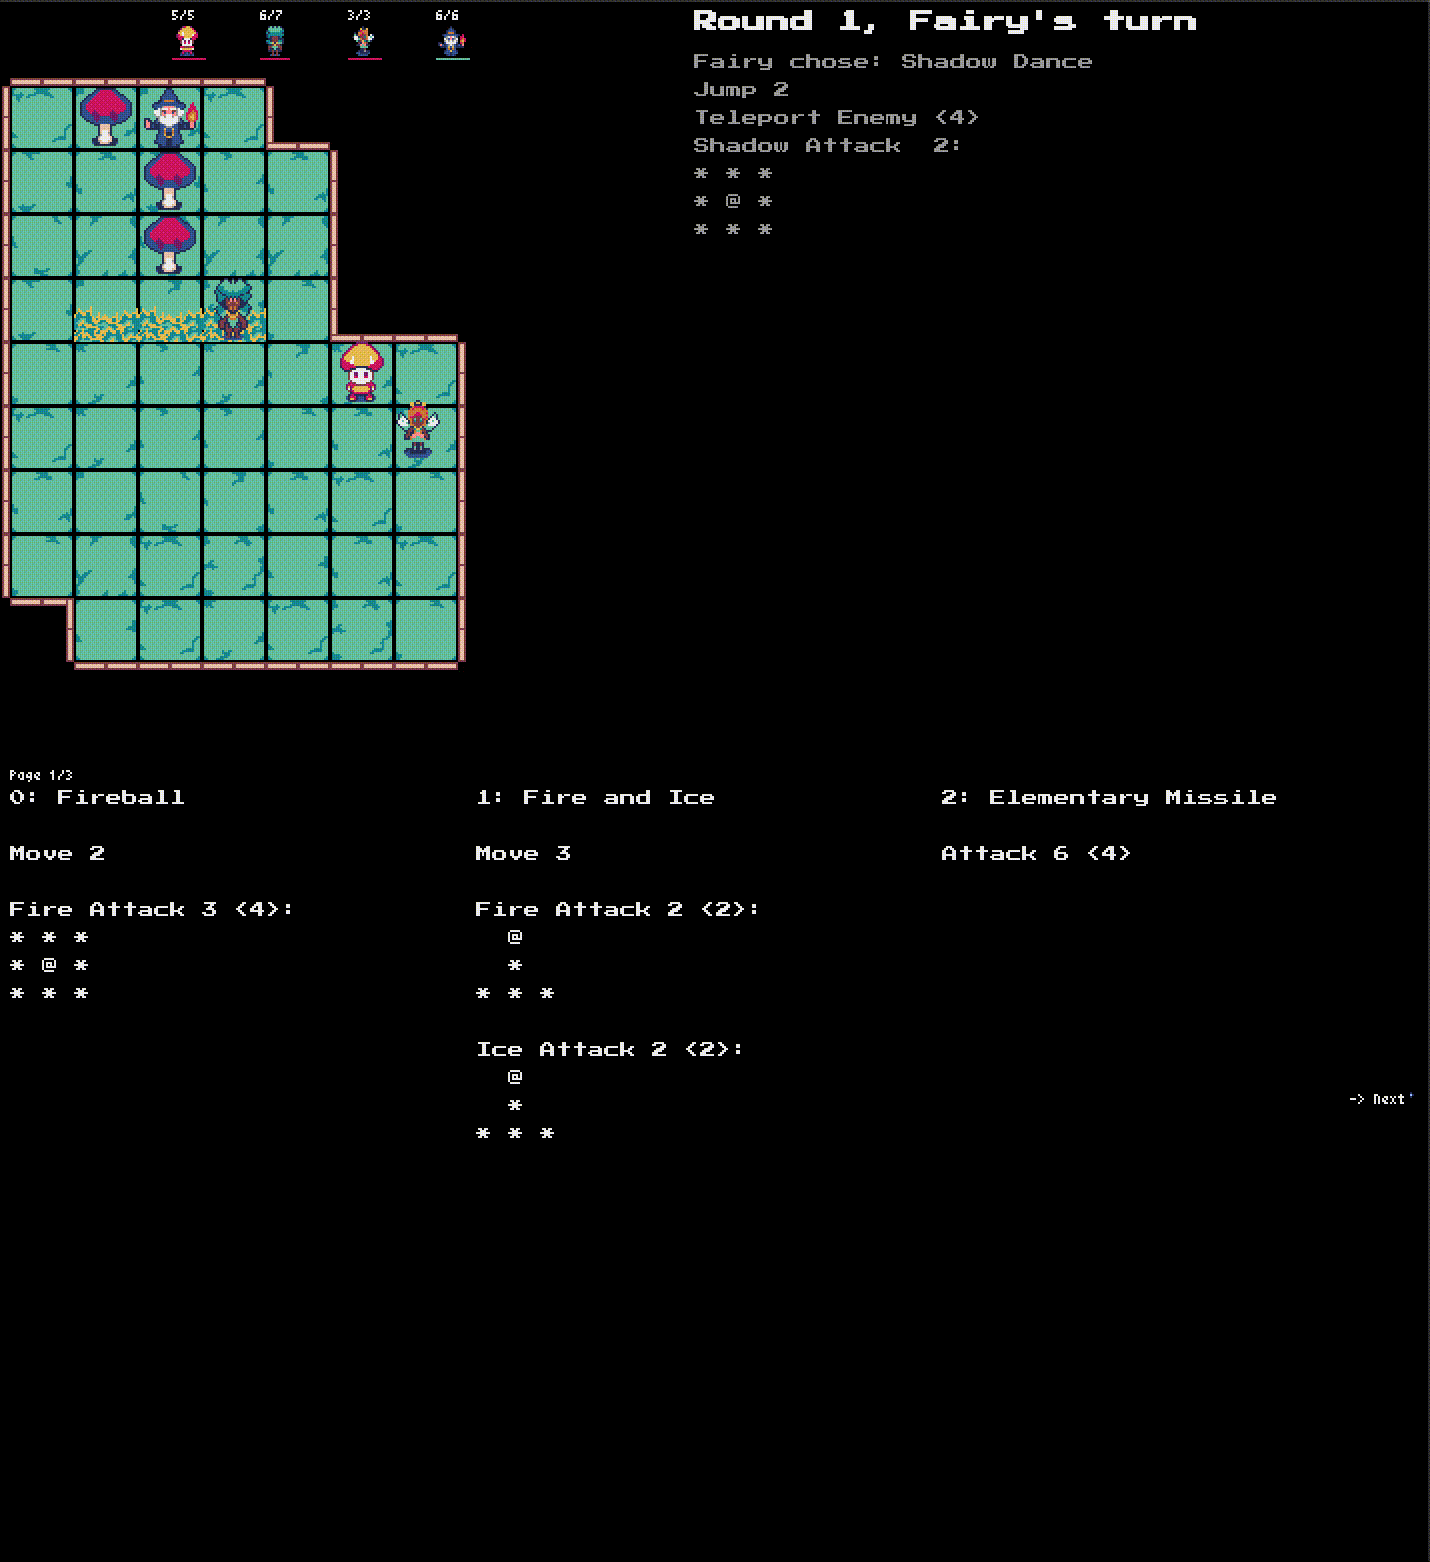 5/5 6/7 3/3 6/6
Round 1, Fairy's turn
Fairy chose: Shadow Dance
Jump 2
Teleport Enemy <4>
Shadow Attack  2:
* * *
* @ *
* * *
Page 1/3
0: Fireball
Move 2
Fire Attack 3 <4>:
* * *
* @ *
* * *
1: Fire and Ice
Move 3
Fire Attack 2 <2>:
@
*
* * *
Ice Attack 2 <2>:
@
*
* * *
2: Elementary Missile
Attack 6 <4>
-> Next